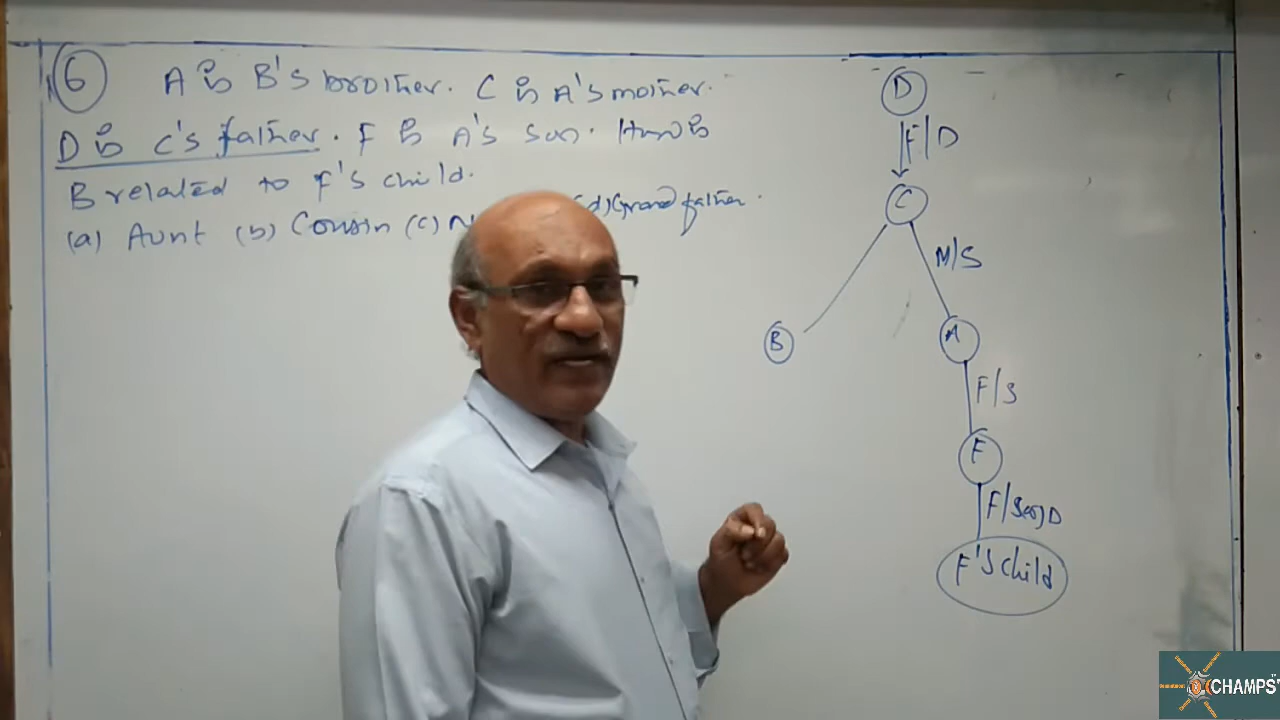 6 A is B's brother. C is A's mother.
D is C's father. F is A's son. How is
B related to F's child.
(a) Aunt (b) Cousin (c) N (d) Grand father.
D
F/D
C
M/S
B
A
F/S
F
F/S(or)D
F's child
CHAMPS